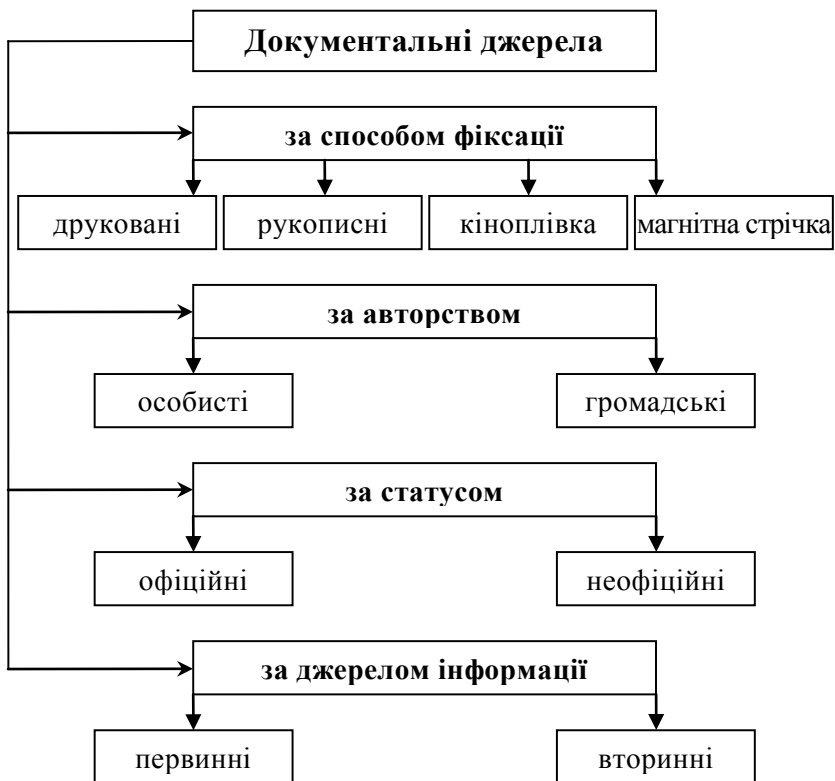 Документальні джерела
за способом фіксації
друковані рукописні кіноплівка магнітна стрічка
за авторством
особисті громадські
за статусом
офіційні неофіційні
за джерелом інформації
первинні вторинні